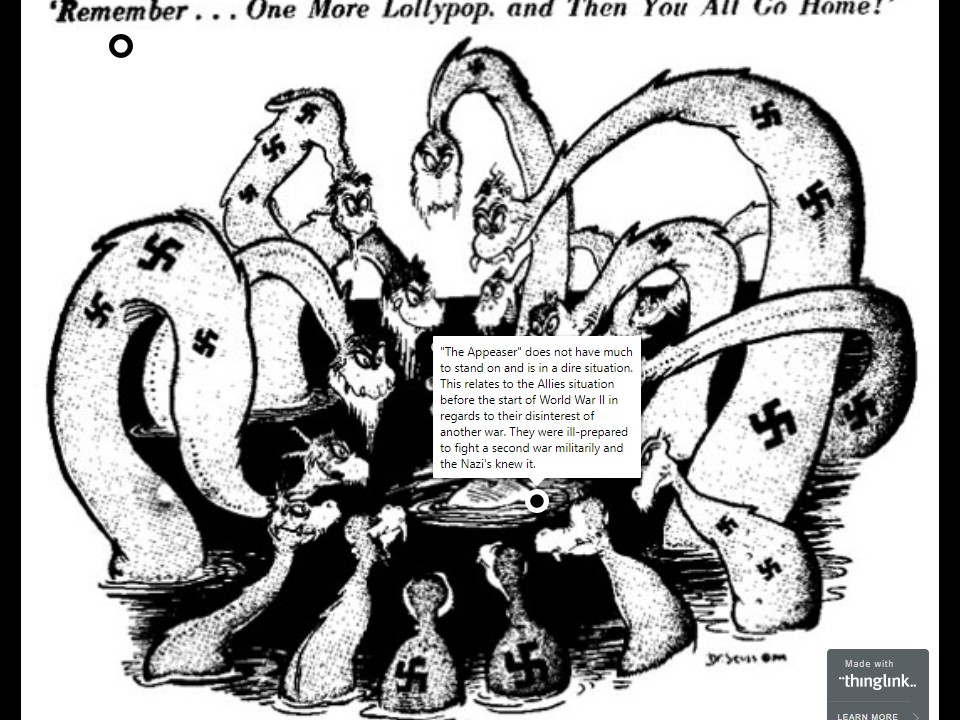 'Remember . . . One More Lollypop, and Then You All Go Home!'
"The Appeaser" does not have much
to stand on and is in a dire situation.
This relates to the Allies situation
before the start of World War II in
regards to their disinterest of
another war. They were ill-prepared
to fight a second war militarily and
the Nazi's knew it.
Dr. Seuss
Made with
"thinglink..
LEARN MORE